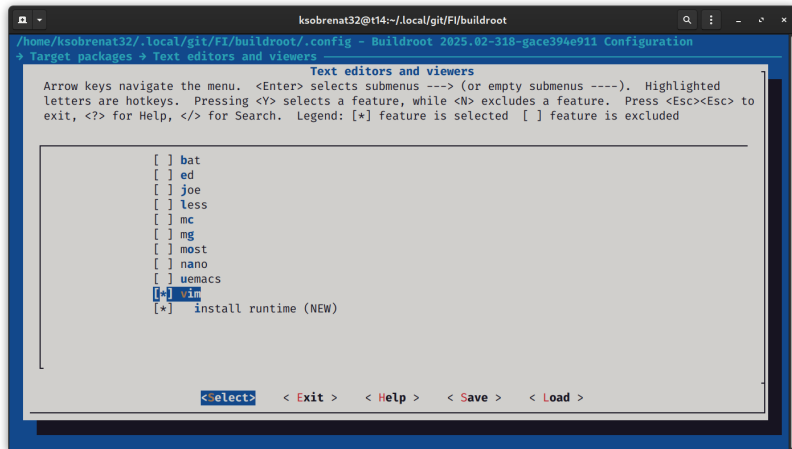 ksobrenat32@t14:~/.local/git/FI/buildroot
/home/ksobrenat32/.local/git/FI/buildroot/.config - Buildroot 2025.02-318-gace394e911 Configuration
→ Target packages → Text editors and viewers
Text editors and viewers
Arrow keys navigate the menu. <Enter> selects submenus ---> (or empty submenus ----). Highlighted
letters are hotkeys. Pressing <Y> selects a feature, while <N> excludes a feature. Press <Esc><Esc> to
exit, <?> for Help, </> for Search. Legend: [*] feature is selected [ ] feature is excluded
[ ] bat
[ ] ed
[ ] joe
[ ] less
[ ] mc
[ ] mg
[ ] most
[ ] nano
[ ] uemacs
[*] vim
[*] install runtime (NEW)
<Select> < Exit > < Help > < Save > < Load >